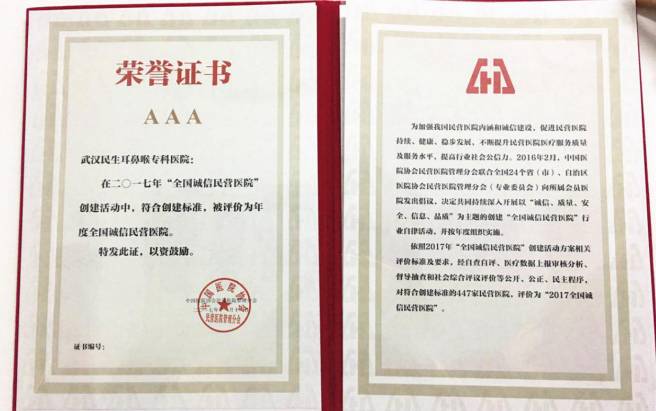 荣誉证书
AAA
武汉民生耳鼻喉专科医院：
在二〇一七年“全国诚信民营医院”
创建活动中，符合创建标准，被评价为年
度全国诚信民营医院。
特发此证，以资鼓励。
中国医院协会
民营医院管理分会
证书编号：
为加强我国民营医院内涵和诚信建设，促进民营医院
持续、健康、稳步发展，不断提升民营医院医疗服务质量
及服务水平，提高行业社会公信力。2016年2月，中国医
院协会民营医院管理分会联合全国24个省（市）、自治区
医院协会民营医院管理分会（专业委员会）向所属会员医
院发出倡议，决定共同持续深入开展以“诚信、质量、安
全、信息、品质”为主题的创建“全国诚信民营医院”行
业自律活动，并按年度组织实施。
依照2017年“全国诚信民营医院”创建活动方案相关
评价标准及要求，经自查自评、医疗数据上报审核分析、
督导抽查和社会综合评议评价等公开、公正、民主程序，
对符合创建标准的447家民营医院，评价为“2017全国诚
信民营医院”。